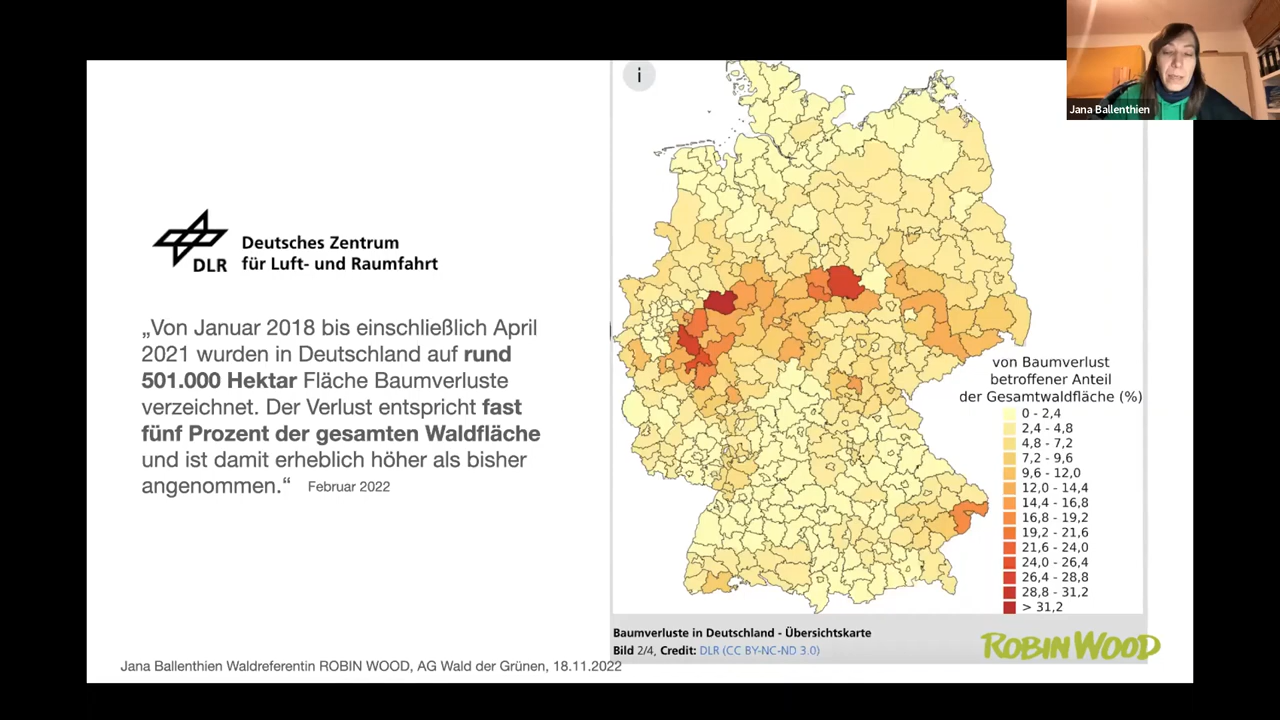 Jana Ballenthien
i
DLR
Deutsches Zentrum
für Luft- und Raumfahrt
„Von Januar 2018 bis einschließlich April
2021 wurden in Deutschland auf rund
501.000 Hektar Fläche Baumverluste
verzeichnet. Der Verlust entspricht fast
fünf Prozent der gesamten Waldfläche
und ist damit erheblich höher als bisher
angenommen.“ Februar 2022
von Baumverlust
betroffener Anteil
der Gesamtwaldfläche (%)
0 - 2,4
2,4 - 4,8
4,8 - 7,2
7,2 - 9,6
9,6 - 12,0
12,0 - 14,4
14,4 - 16,8
16,8 - 19,2
19,2 - 21,6
21,6 - 24,0
24,0 - 26,4
26,4 - 28,8
28,8 - 31,2
> 31,2
Baumverluste in Deutschland - Übersichtskarte
Bild 2/4, Credit: DLR (CC BY-NC-ND 3.0)
ROBIN WOOD
Jana Ballenthien Waldreferentin ROBIN WOOD, AG Wald der Grünen, 18.11.2022